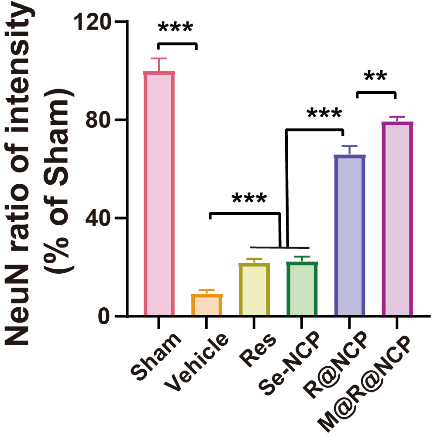 NeuN ratio of intensity
(% of Sham)
120
80
40
0
***
***
***
**
Sham
Vehicle
Res
Se-NCP
R@NCP
M@R@NCP